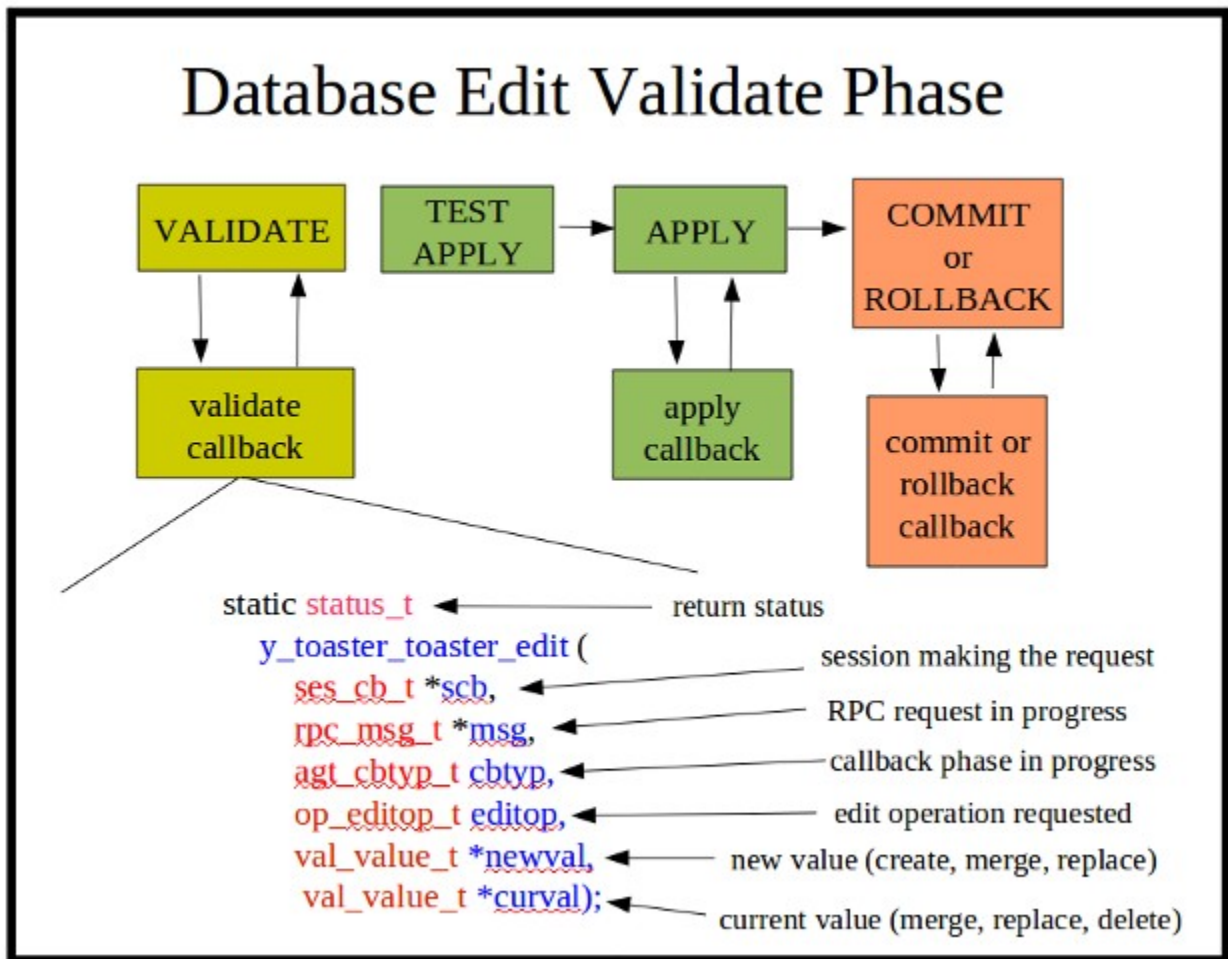 Database Edit Validate Phase
VALIDATE
TEST
APPLY
APPLY
COMMIT
or
ROLLBACK
validate
callback
apply
callback
commit or
rollback
callback
static status_t
return status
y_toaster_toaster_edit (
ses_cb_t *scb,
session making the request
rpc_msg_t *msg,
RPC request in progress
agt_cbtyp_t cbtyp,
callback phase in progress
op_editop_t editop,
edit operation requested
val_value_t *newval,
new value (create, merge, replace)
val_value_t *curval);
current value (merge, replace, delete)